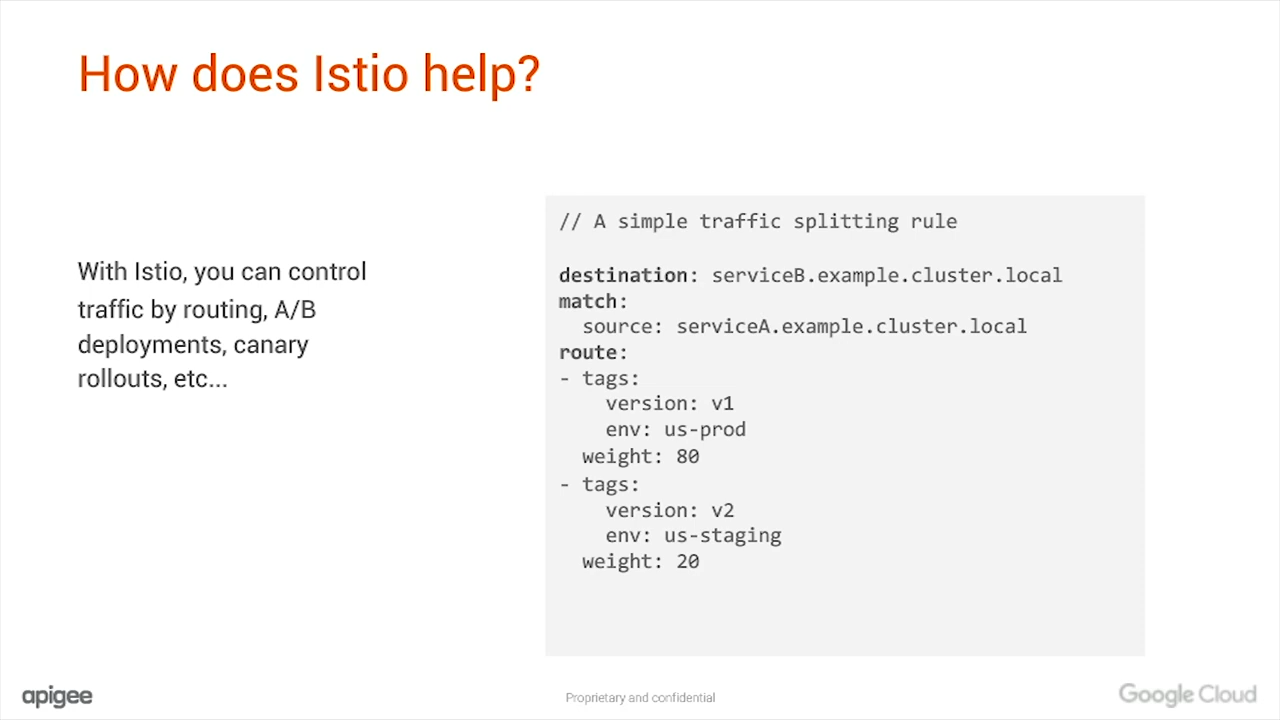 How does Istio help?
With Istio, you can control
traffic by routing, A/B
deployments, canary
rollouts, etc...
// A simple traffic splitting rule
destination: serviceB.example.cluster.local
match:
  source: serviceA.example.cluster.local
route:
- tags:
    version: v1
    env: us-prod
  weight: 80
- tags:
    version: v2
    env: us-staging
  weight: 20
apigee
Proprietary and confidential
Google Cloud